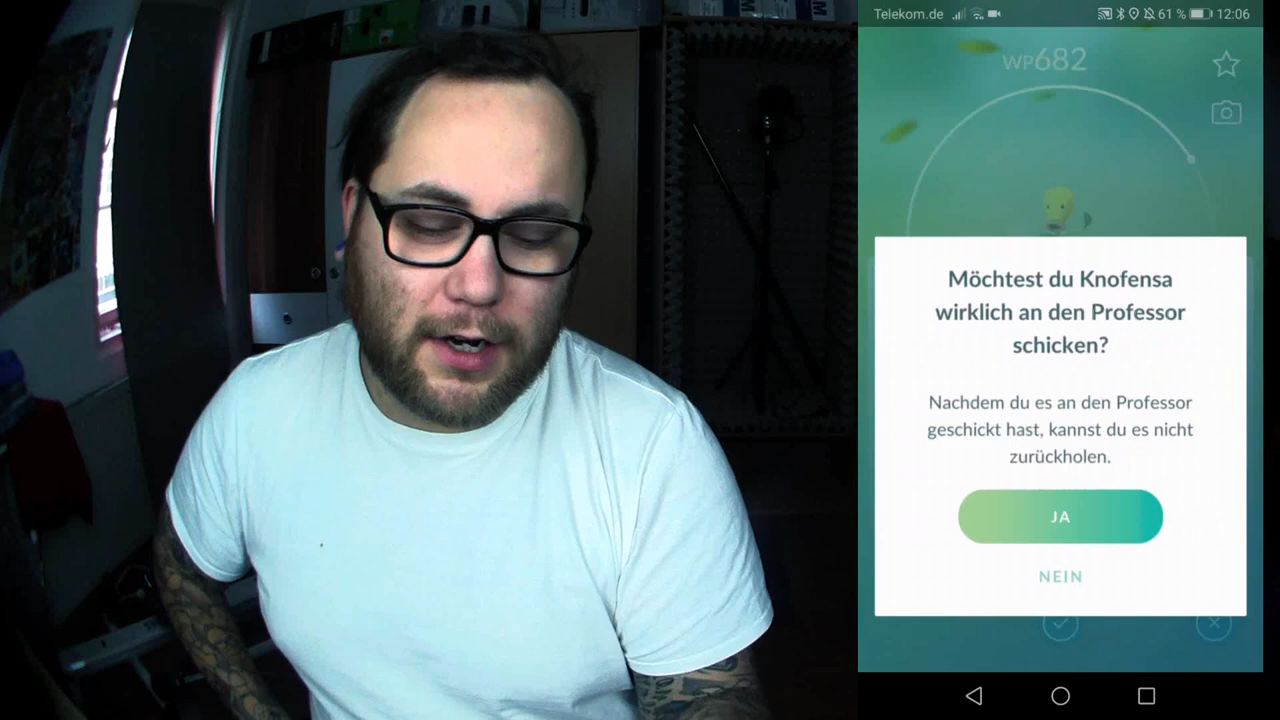 Telekom.de
61 % 12:06
WP682
Möchtest du Knofensa
wirklich an den Professor
schicken?
Nachdem du es an den Professor
geschickt hast, kannst du es nicht
zurückholen.
JA
NEIN